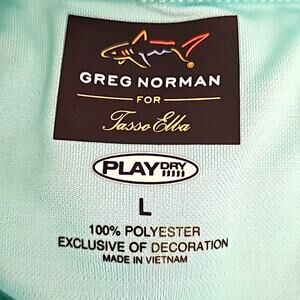 GREG NORMAN
FOR
Tasso Elba
PLAYDRY
L
100% POLYESTER
EXCLUSIVE OF DECORATION
MADE IN VIETNAM